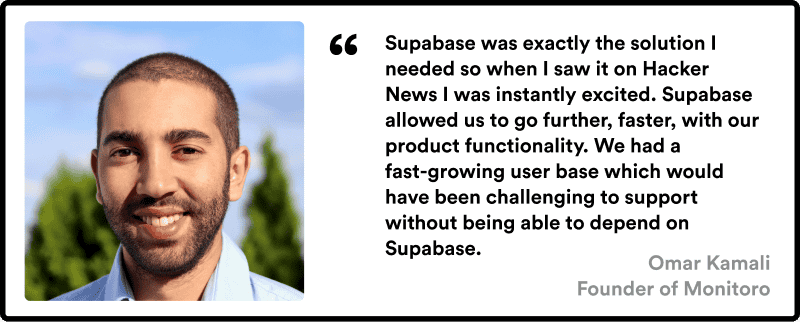 “
Supabase was exactly the solution I
needed so when I saw it on Hacker
News I was instantly excited. Supabase
allowed us to go further, faster, with our
product functionality. We had a
fast-growing user base which would
have been challenging to support
without being able to depend on
Supabase.
Omar Kamali
Founder of Monitoro